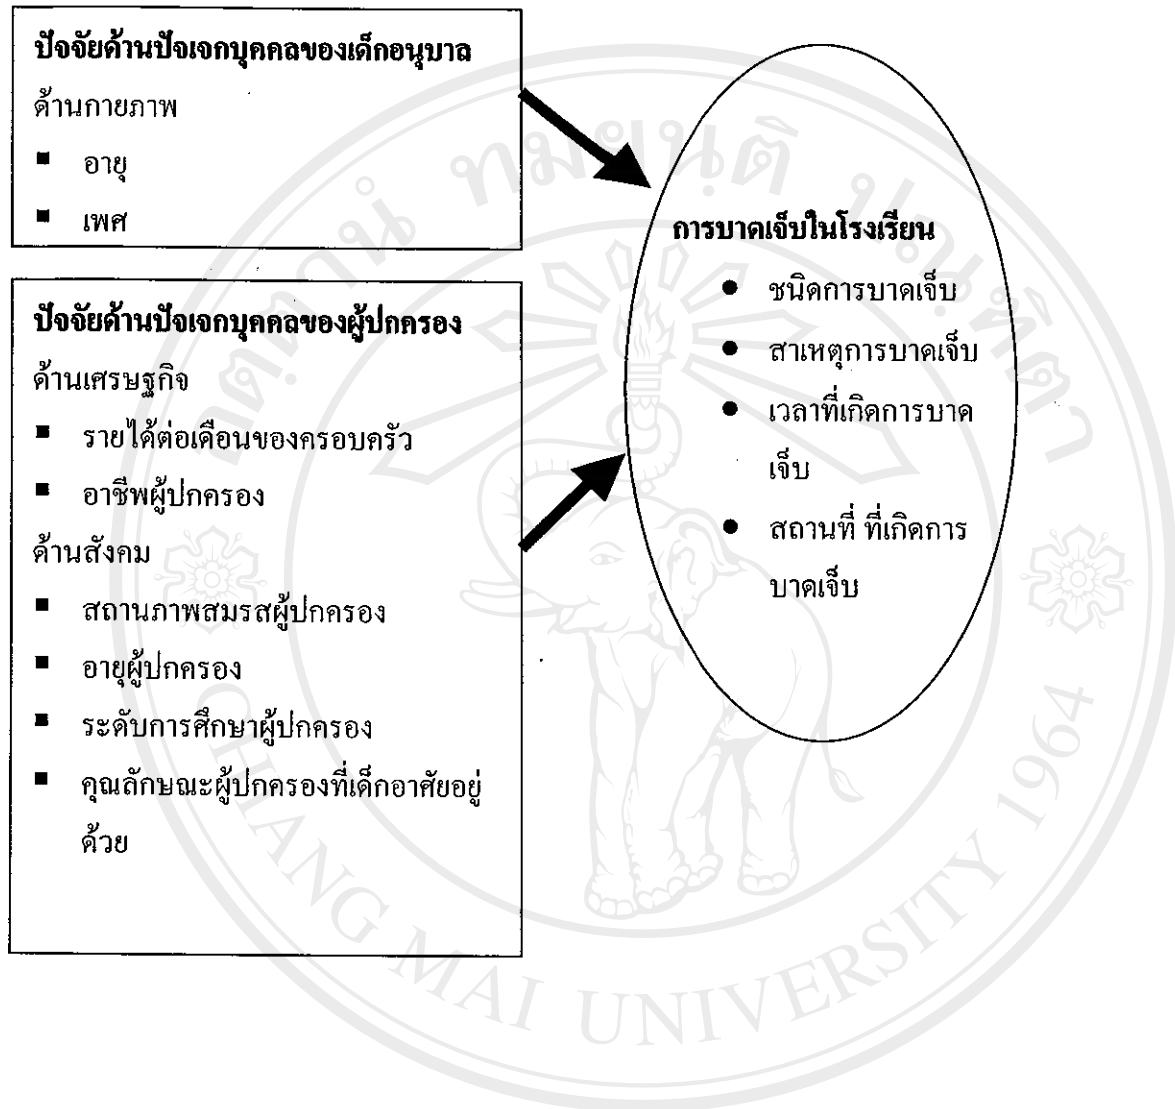 ปัจจัยด้านปัจเจกบุคคลของเด็กอนุบาล
ด้านกายภาพ
▪ อายุ
▪ เพศ
ปัจจัยด้านปัจเจกบุคคลของผู้ปกครอง
ด้านเศรษฐกิจ
▪ รายได้ต่อเดือนของครอบครัว
▪ อาชีพผู้ปกครอง
ด้านสังคม
▪ สถานภาพสมรสผู้ปกครอง
▪ อายุผู้ปกครอง
▪ ระดับการศึกษาผู้ปกครอง
▪ คุณลักษณะผู้ปกครองที่เด็กอาศัยอยู่
ด้วย
การบาดเจ็บในโรงเรียน
● ชนิดการบาดเจ็บ
● สาเหตุการบาดเจ็บ
● เวลาที่เกิดการบาด
เจ็บ
● สถานที่ ที่เกิดการ
บาดเจ็บ
CHIANG MAI UNIVERSITY 1964